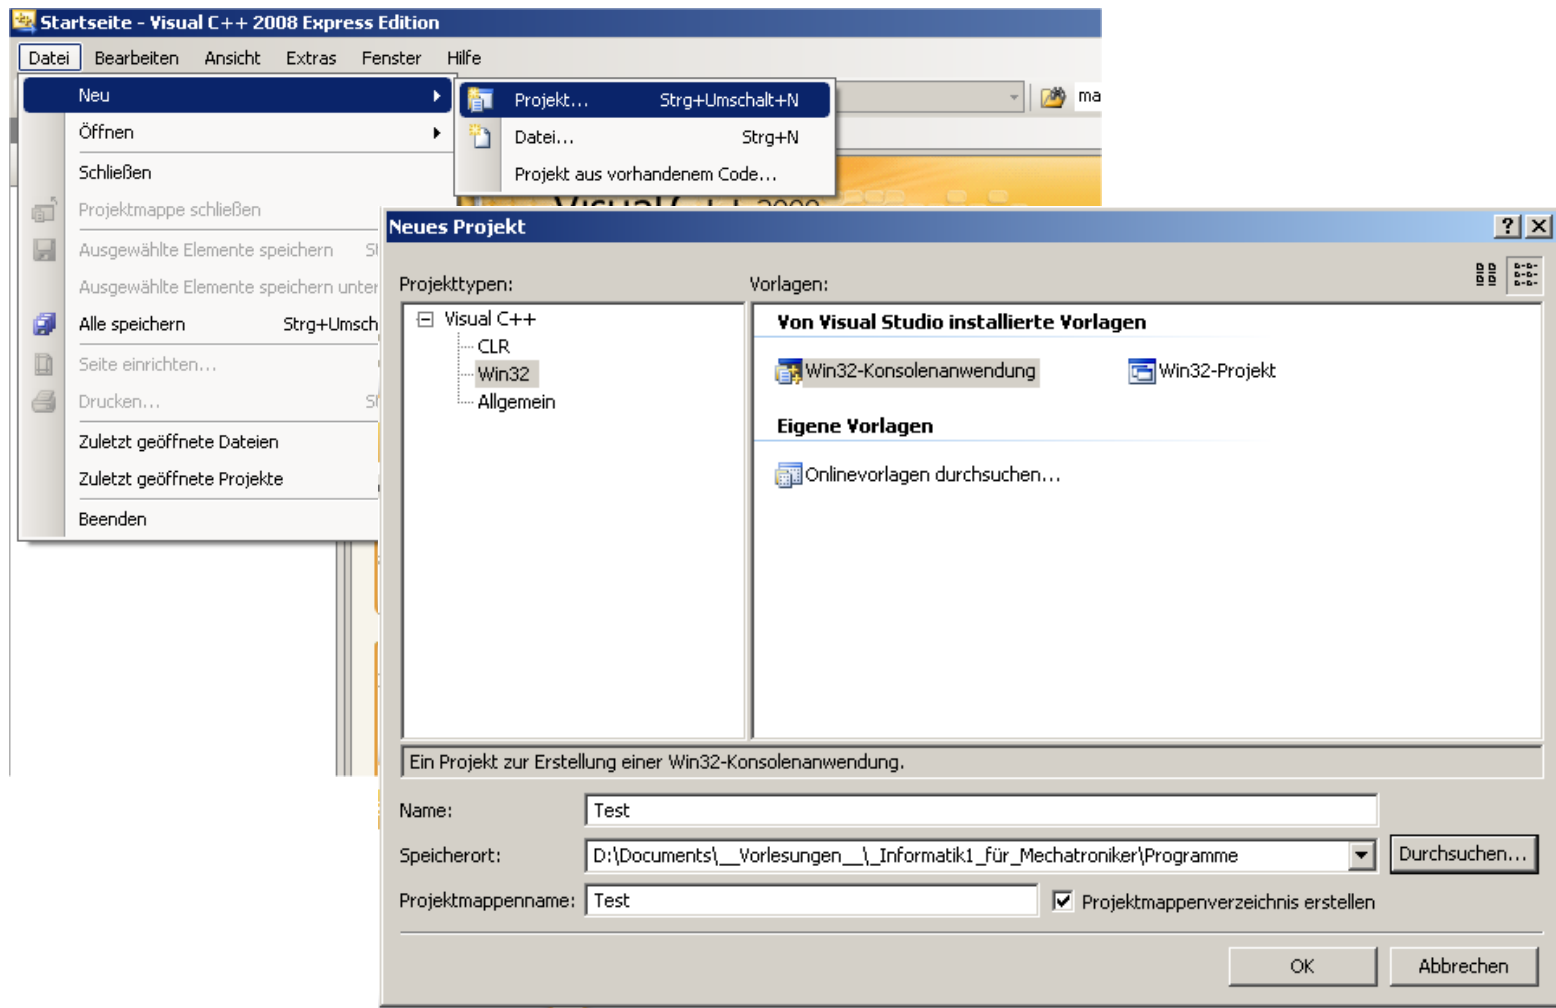 Startseite - Visual C++ 2008 Express Edition
Datei Bearbeiten Ansicht Extras Fenster Hilfe
Neu
Projekt... Strg+Umschalt+N
ma
Öffnen
Datei... Strg+N
Schließen
Projekt aus vorhandenem Code...
Projektmappe schließen
Visual C++ 2008
Ausgewählte Elemente speichern
Ausgewählte Elemente speichern unter
Alle speichern Strg+Umsch
Seite einrichten...
Drucken...
Zuletzt geöffnete Dateien
Zuletzt geöffnete Projekte
Beenden
Neues Projekt
Projekttypen: Vorlagen:
Visual C++
CLR
Win32
Allgemein
Von Visual Studio installierte Vorlagen
Win32-Konsolenanwendung Win32-Projekt
Eigene Vorlagen
Onlinevorlagen durchsuchen...
Ein Projekt zur Erstellung einer Win32-Konsolenanwendung.
Name: Test
Speicherort: D:\Documents\__Vorlesungen__\_Informatik1_für_Mechatroniker\Programme Durchsuchen...
Projektmappenname: Test Projektmappenverzeichnis erstellen
OK Abbrechen